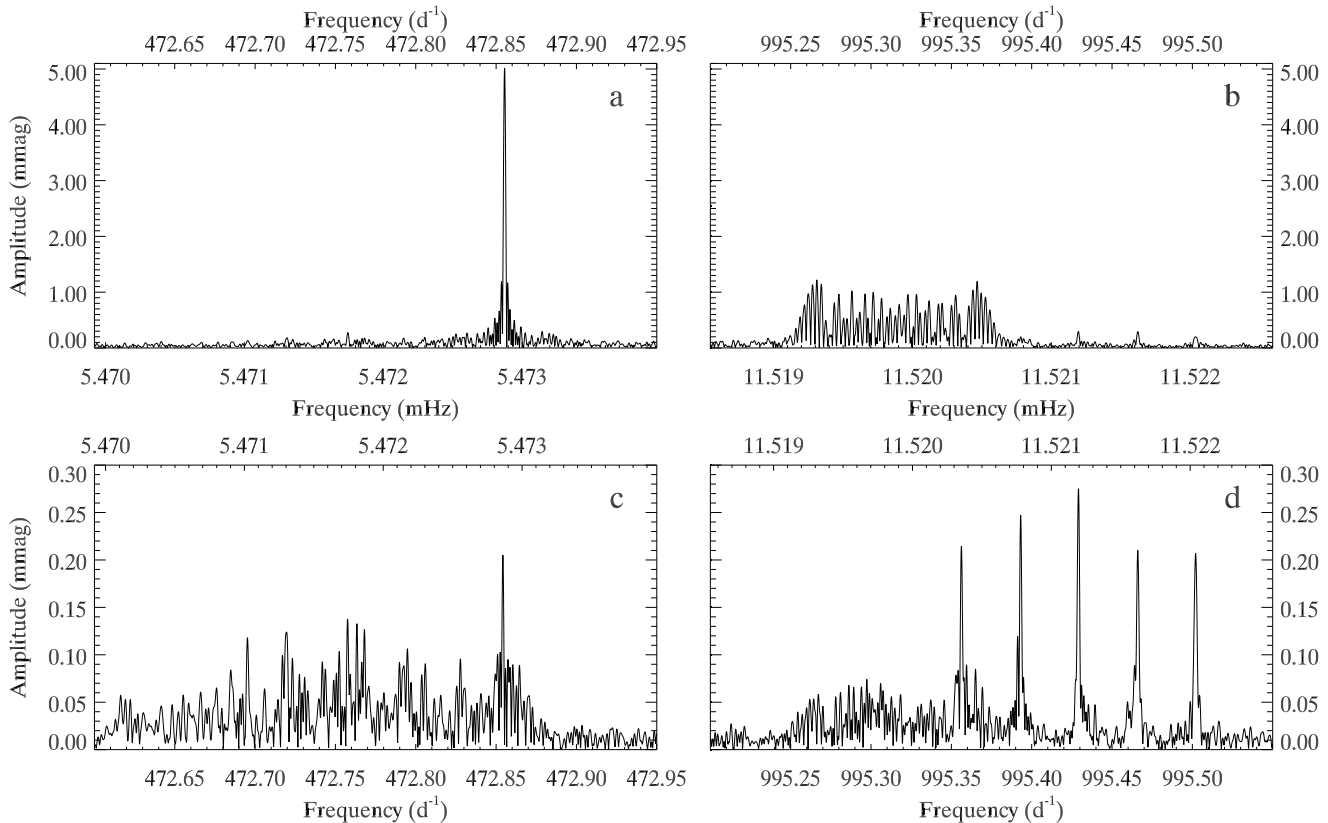 Frequency (d-1) Frequency (d-1)
472.65 472.70 472.75 472.80 472.85 472.90 472.95 995.25 995.30 995.35 995.40 995.45 995.50
5.00 a b 5.00
4.00 4.00
Amplitude (mmag)
3.00 3.00
2.00 2.00
1.00 1.00
0.00 0.00
5.470 5.471 5.472 5.473 11.519 11.520 11.521 11.522
Frequency (mHz) Frequency (mHz)
5.470 5.471 5.472 5.473 11.519 11.520 11.521 11.522
0.30 c d 0.30
0.25 0.25
0.20 0.20
Amplitude (mmag)
0.15 0.15
0.10 0.10
0.05 0.05
0.00 0.00
472.65 472.70 472.75 472.80 472.85 472.90 472.95 995.25 995.30 995.35 995.40 995.45 995.50
Frequency (d-1) Frequency (d-1)